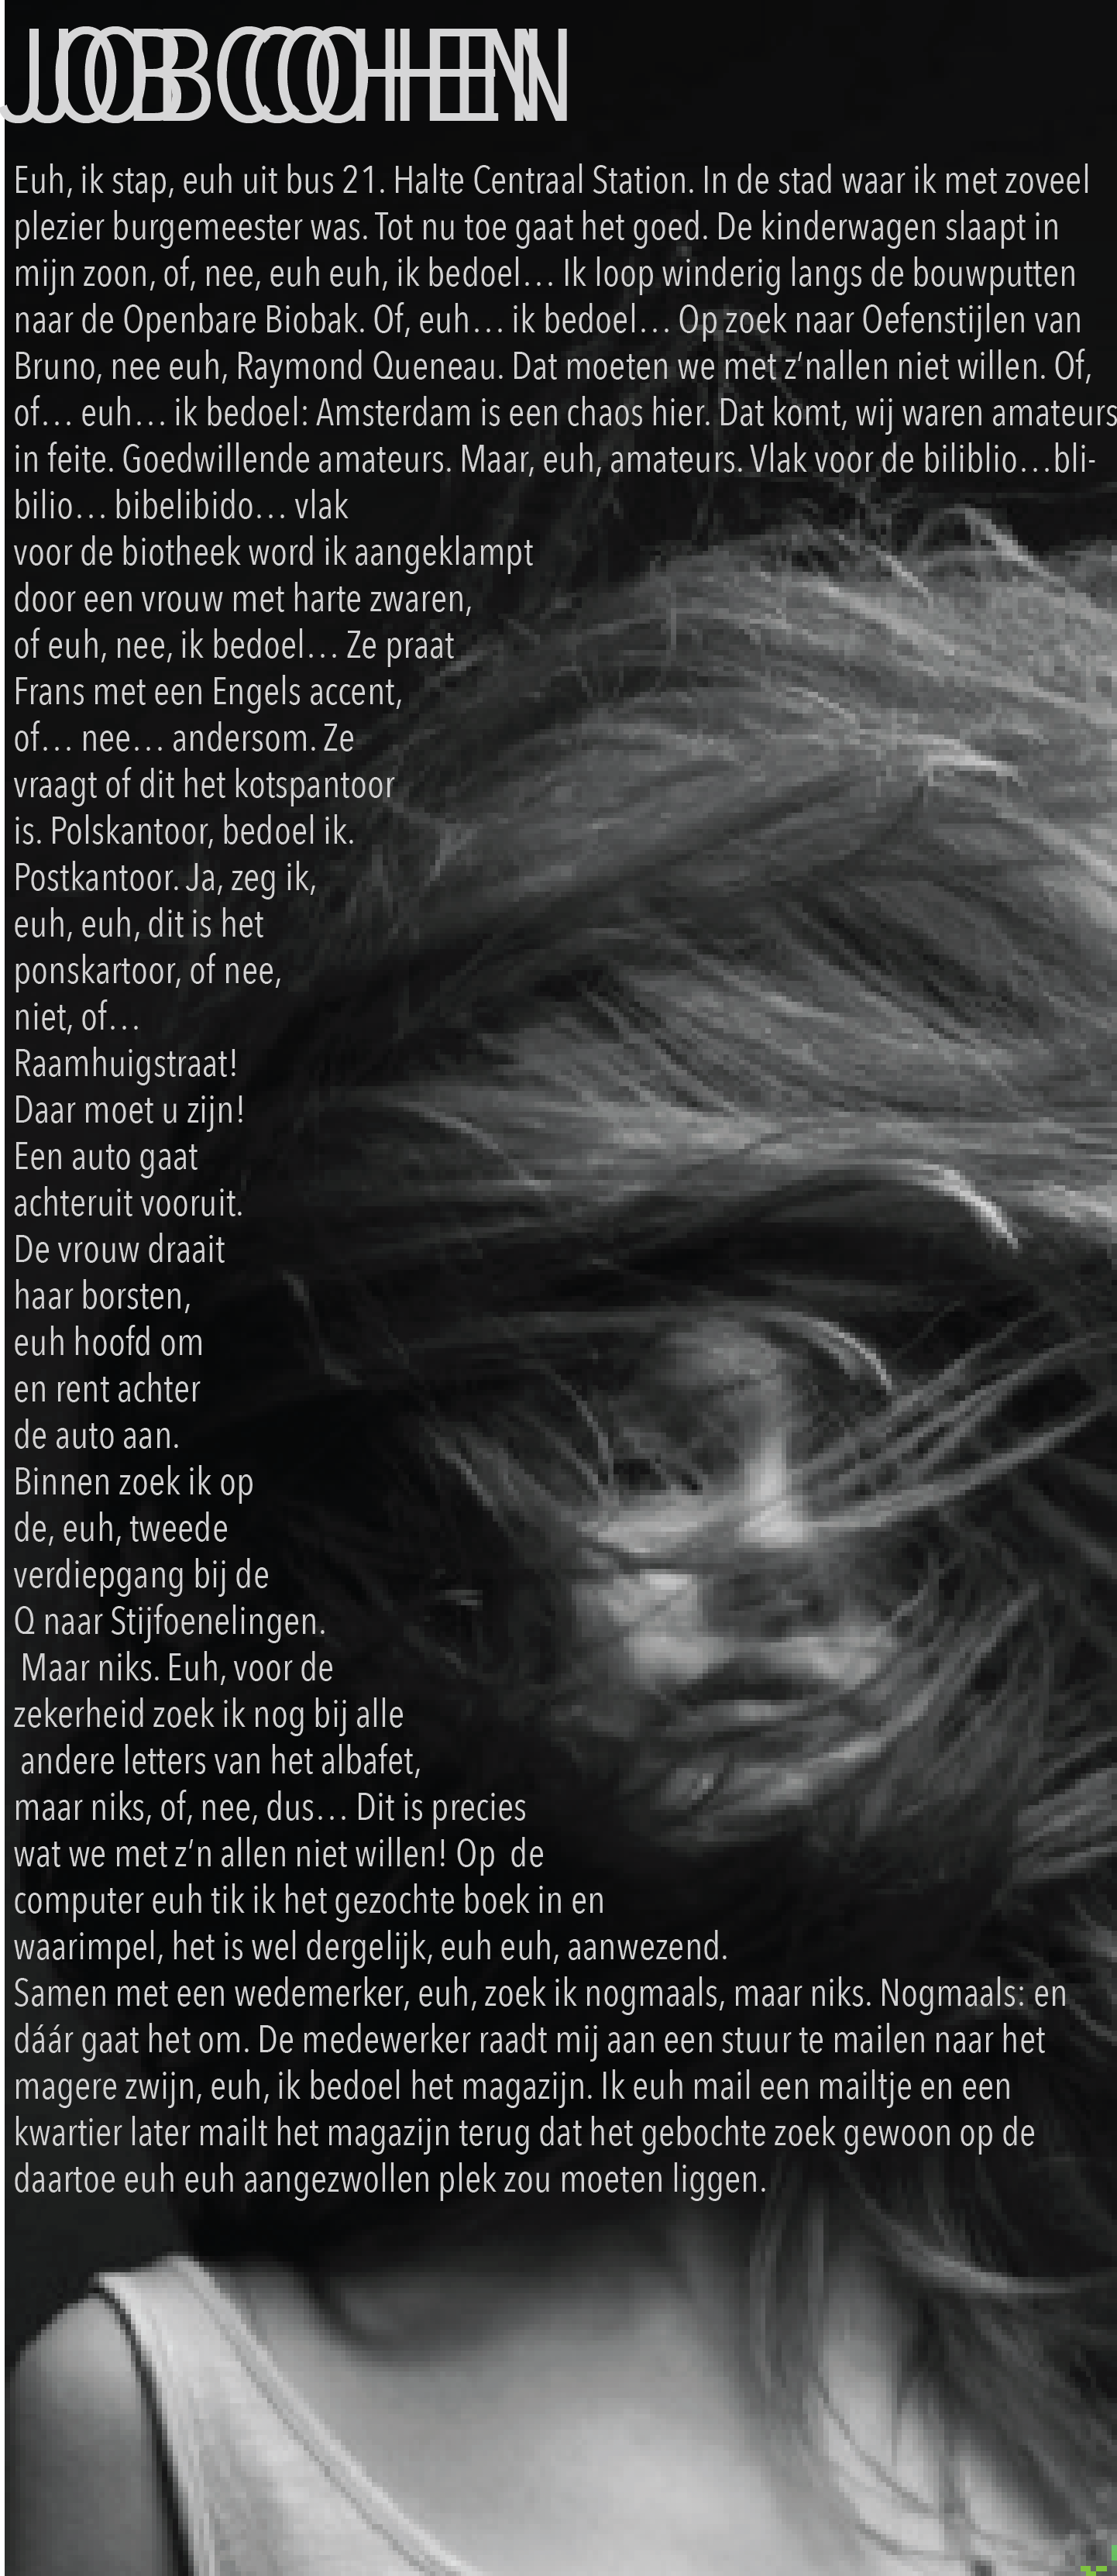 JOB COHEN
Euh, ik stap, euh uit bus 21. Halte Centraal Station. In de stad waar ik met zoveel
plezier burgemeester was. Tot nu toe gaat het goed. De kinderwagen slaapt in
mijn zoon, of, nee, euh euh, ik bedoel… Ik loop winderig langs de bouwputten
naar de Openbare Biobak. Of, euh… ik bedoel… Op zoek naar Oefenstijlen van
Bruno, nee euh, Raymond Queneau. Dat moeten we met z’nallen niet willen. Of,
of… euh… ik bedoel: Amsterdam is een chaos hier. Dat komt, wij waren amateurs
in feite. Goedwillende amateurs. Maar, euh, amateurs. Vlak voor de biliblio…bli-
bilio… bibelibido… vlak
voor de biotheek word ik aangeklampt
door een vrouw met harte zwaren,
of euh, nee, ik bedoel… Ze praat
Frans met een Engels accent,
of… nee… andersom. Ze
vraagt of dit het kotspantoor
is. Polskantoor, bedoel ik.
Postkantoor. Ja, zeg ik,
euh, euh, dit is het
ponskartoor, of nee,
niet, of…
Raamhuigstraat!
Daar moet u zijn!
Een auto gaat
achteruit vooruit.
De vrouw draait
haar borsten,
euh hoofd om
en rent achter
de auto aan.
Binnen zoek ik op
de, euh, tweede
verdiepgang bij de
Q naar Stijfoenelingen.
Maar niks. Euh, voor de
zekerheid zoek ik nog bij alle
andere letters van het albafet,
maar niks, of, nee, dus… Dit is precies
wat we met z’n allen niet willen! Op  de
computer euh tik ik het gezochte boek in en
waarimpel, het is wel dergelijk, euh euh, aanwezend.
Samen met een wedemerker, euh, zoek ik nogmaals, maar niks. Nogmaals: en
dáár gaat het om. De medewerker raadt mij aan een stuur te mailen naar het
magere zwijn, euh, ik bedoel het magazijn. Ik euh mail een mailtje en een
kwartier later mailt het magazijn terug dat het gebochte zoek gewoon op de
daartoe euh euh aangezwollen plek zou moeten liggen.